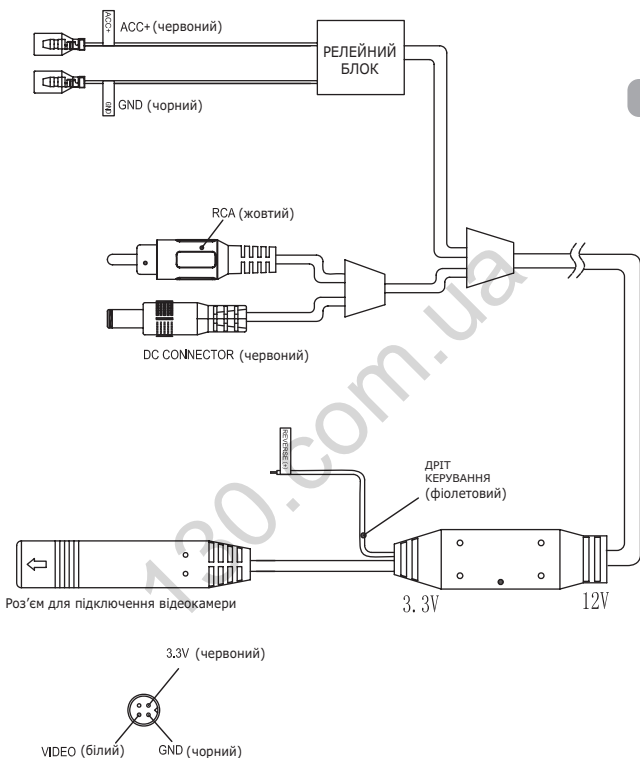 ACC+
ACC+ (червоний)
РЕЛЕЙНИЙ
БЛОК
GND
GND (чорний)
RCA (жовтий)
DC CONNECTOR (червоний)
REVERSE(+)
ДРІТ
КЕРУВАННЯ
(фіолетовий)
Роз’єм для підключення відеокамери
3.3V
12V
3.3V (червоний)
VIDEO (білий)
GND (чорний)
130.com.ua